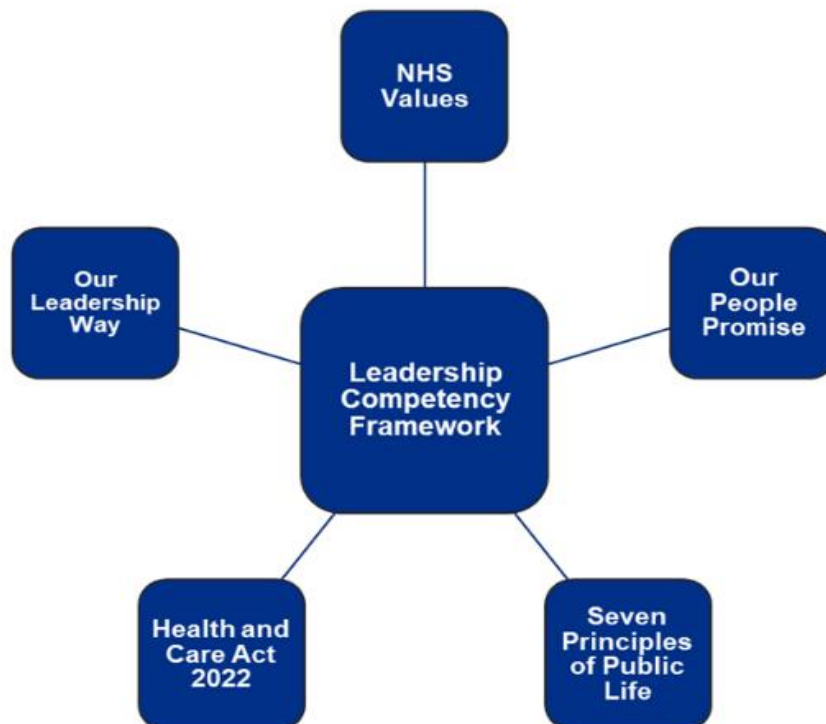 NHS
Values
Our
Leadership
Way
Our
People
Promise
Leadership
Competency
Framework
Health and
Care Act
2022
Seven
Principles
of Public
Life